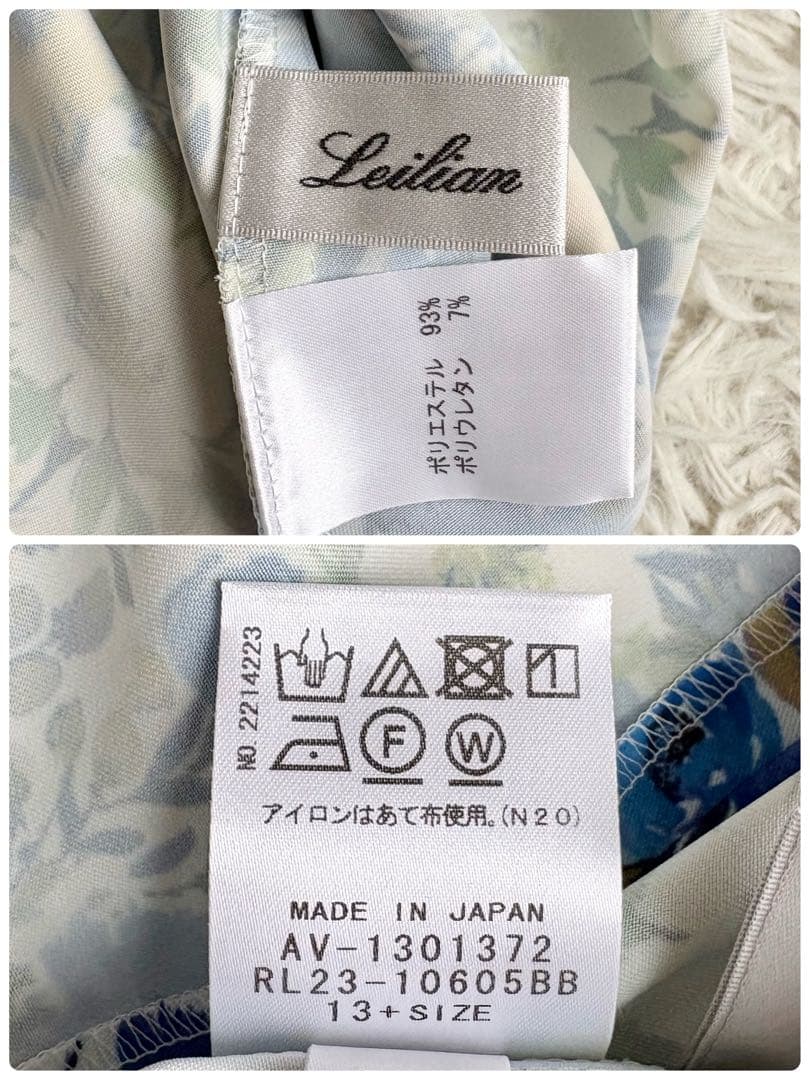 Leilian
ポリエステル 93%
ポリウレタン 7%
NO. 2214223
F
W
アイロンはあて布使用。(N20)
MADE IN JAPAN
AV-1301372
RL23-10605BB
13+SIZE